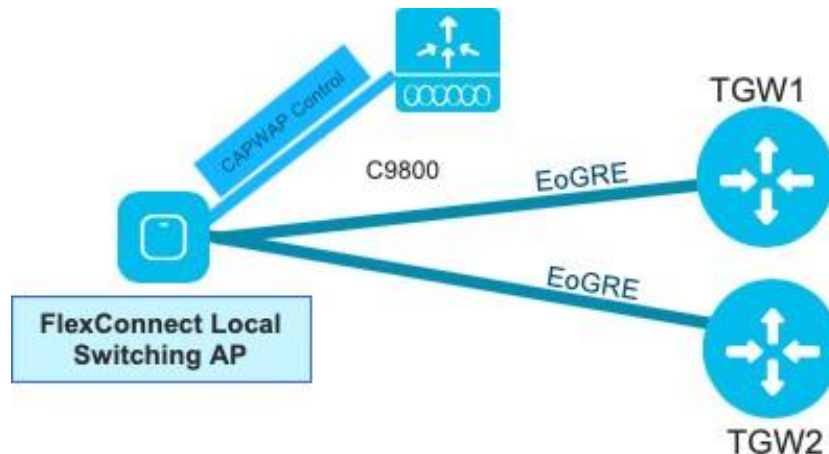 CAPWAP Control
TGW1
C9800
EoGRE
EoGRE
FlexConnect Local
Switching AP
TGW2